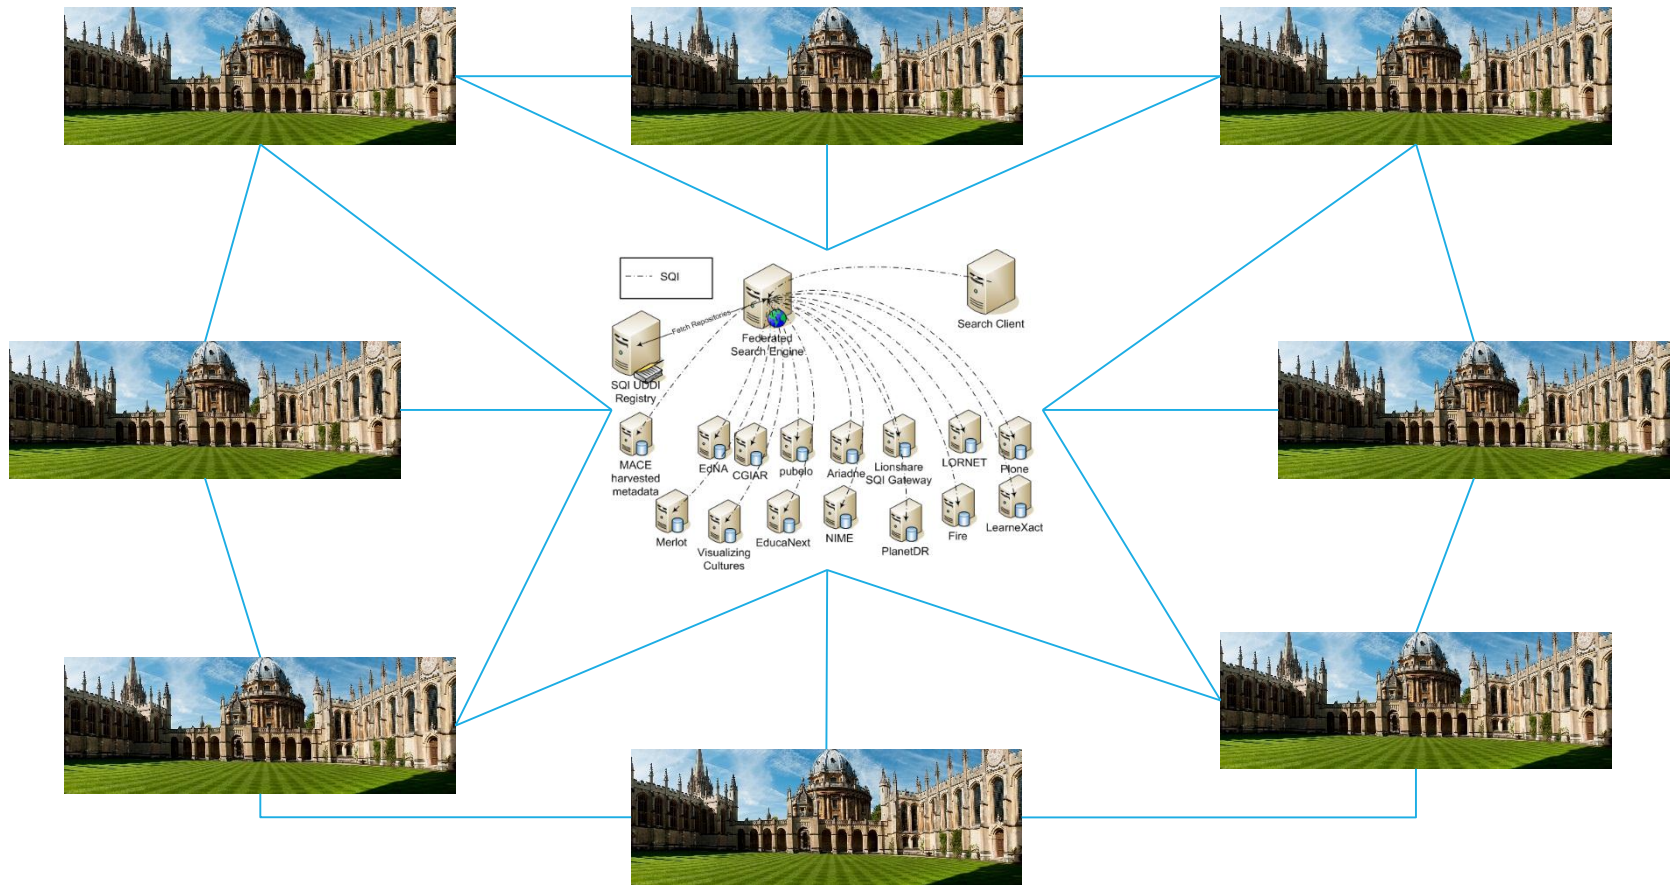 SQI
Search Client
Fetch Repositories
Federated
Search Engine
SQI UDDI
Registry
MACE
harvested
metadata
EdNA
CGIAR
pubelo
Ariadne
Lionshare
SQI Gateway
LORNET
Plone
Merlot
Visualizing
Cultures
EducaNext
NIME
PlanetDR
Fire
LearneXact